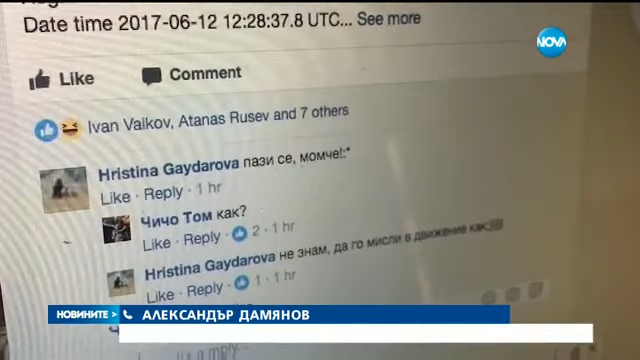 Date time 2017-06-12 12:28:37.8 UTC... See more
NOVA
Like Comment
Ivan Vaikov, Atanas Rusev and 7 others
Hristina Gaydarova пази се, момче!:*
Like · Reply · 1 hr
Чичо Том как?
Like · Reply · 2 · 1 hr
Hristina Gaydarova не знам, да го мисли в движение как:))))
Like · Reply · 1 · 1 hr
НОВИНИТЕ > АЛЕКСАНДЪР ДАМЯНОВ